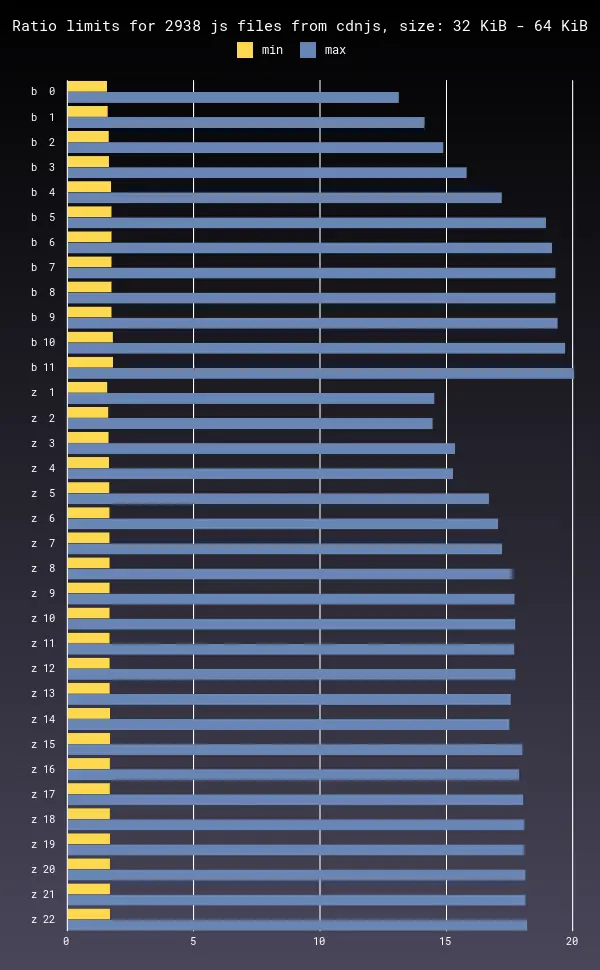 Ratio limits for 2938 js files from cdnjs, size: 32 KiB - 64 KiB
min max
b 0
b 1
b 2
b 3
b 4
b 5
b 6
b 7
b 8
b 9
b 10
b 11
z 1
z 2
z 3
z 4
z 5
z 6
z 7
z 8
z 9
z 10
z 11
z 12
z 13
z 14
z 15
z 16
z 17
z 18
z 19
z 20
z 21
z 22
0 5 10 15 20